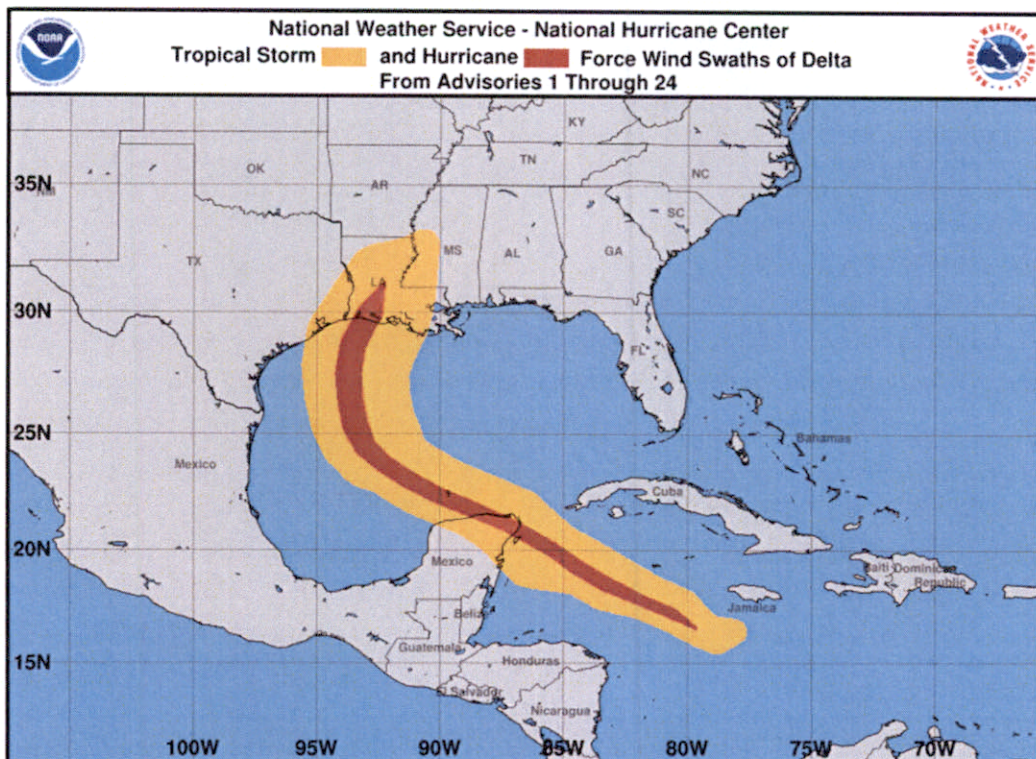 National Weather Service - National Hurricane Center
Tropical Storm and Hurricane Force Wind Swaths of Delta
From Advisories 1 Through 24
NOAA
KY
TN
NC
OK
AR
SC
35N
NM
MS
AL
GA
TX
LA
30N
FL
25N
Bahamas
Mexico
Cuba
20N
Mexico
Haiti
Dominican
Republic
Jamaica
Belize
Guatemala
15N
Honduras
El Salvador
Nicaragua
100W
95W
90W
85W
80W
75W
70W